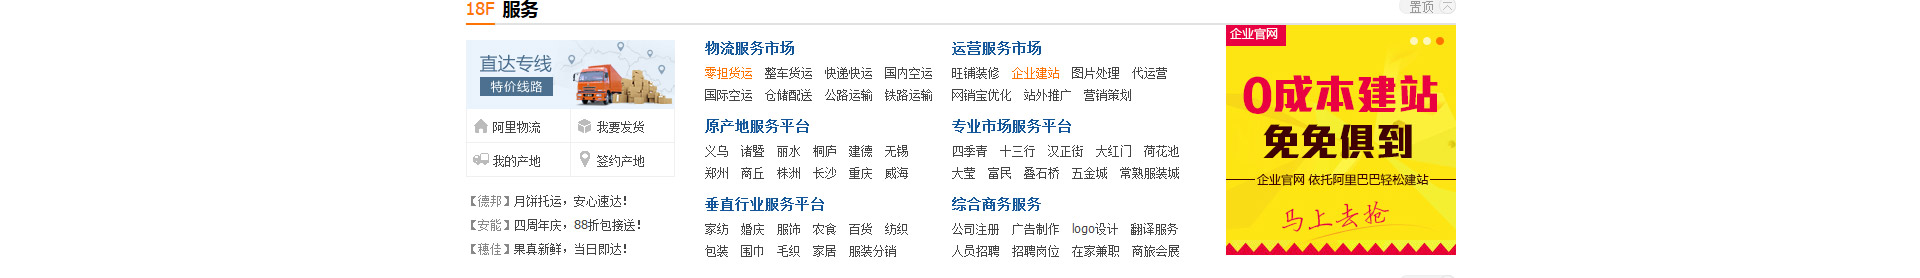 18F 服务
置顶
直达专线
特价线路
阿里物流 我要发货
我的产地 签约产地
【德邦】月饼托运，安心速达！
【安能】四周年庆，88折包接送！
【穗佳】果真新鲜，当日即达！
物流服务市场
零担货运 整车货运 快递快运 国内空运
国际空运 仓储配送 公路运输 铁路运输
原产地服务平台
义乌 诸暨 丽水 桐庐 建德 无锡
郑州 商丘 株洲 长沙 重庆 威海
垂直行业服务平台
家纺 婚庆 服饰 农食 百货 纺织
包装 围巾 毛织 家居 服装分销
运营服务市场
旺铺装修 企业建站 图片处理 代运营
网销宝优化 站外推广 营销策划
专业市场服务平台
四季青 十三行 汉正街 大红门 荷花池
大莹 富民 叠石桥 五金城 常熟服装城
综合商务服务
公司注册 广告制作 logo设计 翻译服务
人员招聘 招聘岗位 在家兼职 商旅会展
企业官网
0成本建站
免免俱到
企业官网 依托阿里巴巴轻松建站
马上去抢